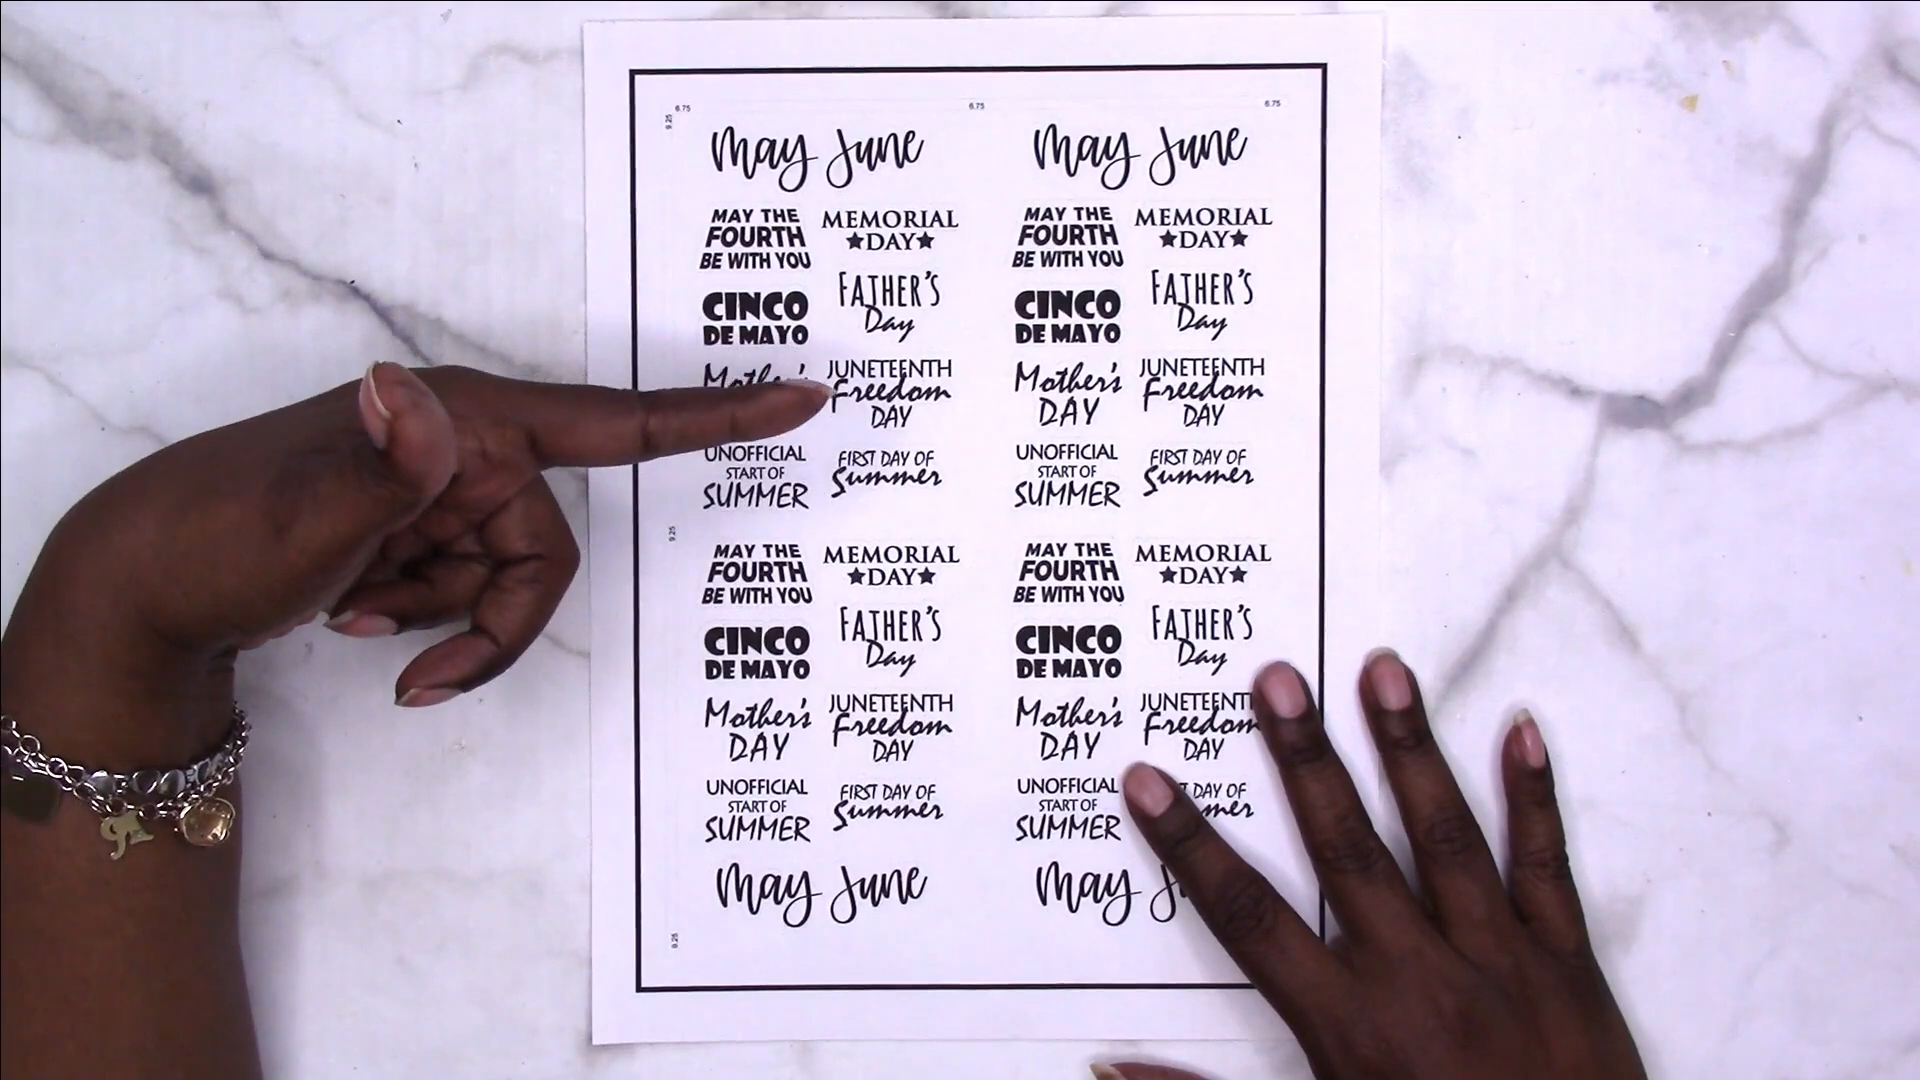 6.75 6.75 6.75
9.25
May June May June
MAY THE
FOURTH
BE WITH YOU
MEMORIAL
★DAY★
MAY THE
FOURTH
BE WITH YOU
MEMORIAL
★DAY★
CINCO
DE MAYO
FATHER'S
Day
CINCO
DE MAYO
FATHER'S
Day
Mother's
JUNETEENTH
Freedom
DAY
Mother's
DAY
JUNETEENTH
Freedom
DAY
UNOFFICIAL
START OF
SUMMER
FIRST DAY OF
Summer
UNOFFICIAL
START OF
SUMMER
FIRST DAY OF
Summer
9.25
MAY THE
FOURTH
BE WITH YOU
MEMORIAL
★DAY★
MAY THE
FOURTH
BE WITH YOU
MEMORIAL
★DAY★
CINCO
DE MAYO
FATHER'S
Day
CINCO
DE MAYO
FATHER'S
Day
Mother's
DAY
JUNETEENTH
Freedom
DAY
Mother's
DAY
JUNETEENTH
Freedom
DAY
UNOFFICIAL
START OF
SUMMER
FIRST DAY OF
Summer
UNOFFICIAL
START OF
SUMMER
DAY OF
May June May
9.25